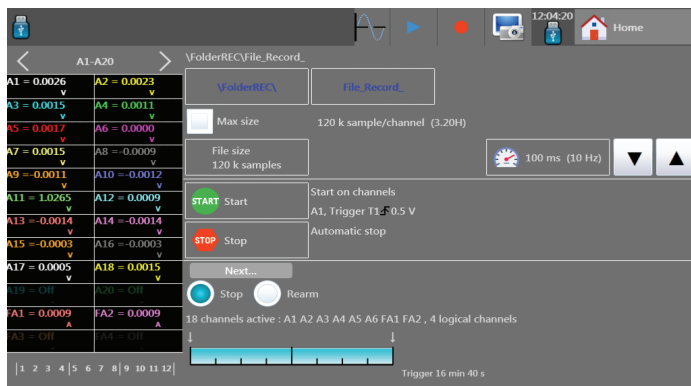 12:04:20
Home
A1-A20
\FolderREC\File_Record_
A1 = 0.0026
V
A2 = 0.0023
V
\FolderREC\
File_Record_
A3 = 0.0015
V
A4 = 0.0011
V
Max size
120 k sample/channel (3.20H)
A5 = 0.0017
V
A6 = 0.0000
V
A7 = 0.0015
V
A8 =-0.0009
V
File size
120 k samples
100 ms (10 Hz)
A9 =-0.0011
V
A10 =-0.0012
V
A11 = 1.0265
V
A12 = 0.0009
V
START Start
Start on channels
A1, Trigger T1 0.5 V
A13 =-0.0014
V
A14 =-0.0014
V
A15 =-0.0003
V
A16 =-0.0003
V
STOP Stop
Automatic stop
A17 = 0.0005
V
A18 = 0.0015
V
Next...
A19 = Off
A20 = Off
Stop
Rearm
FA1 = 0.0009
A
FA2 = 0.0009
A
18 channels active : A1 A2 A3 A4 A5 A6 FA1 FA2 , 4 logical channels
FA3 = Off
FA4 = Off
1 2 3 4 5 6 7 8 9 10 11 12
Trigger 16 min 40 s